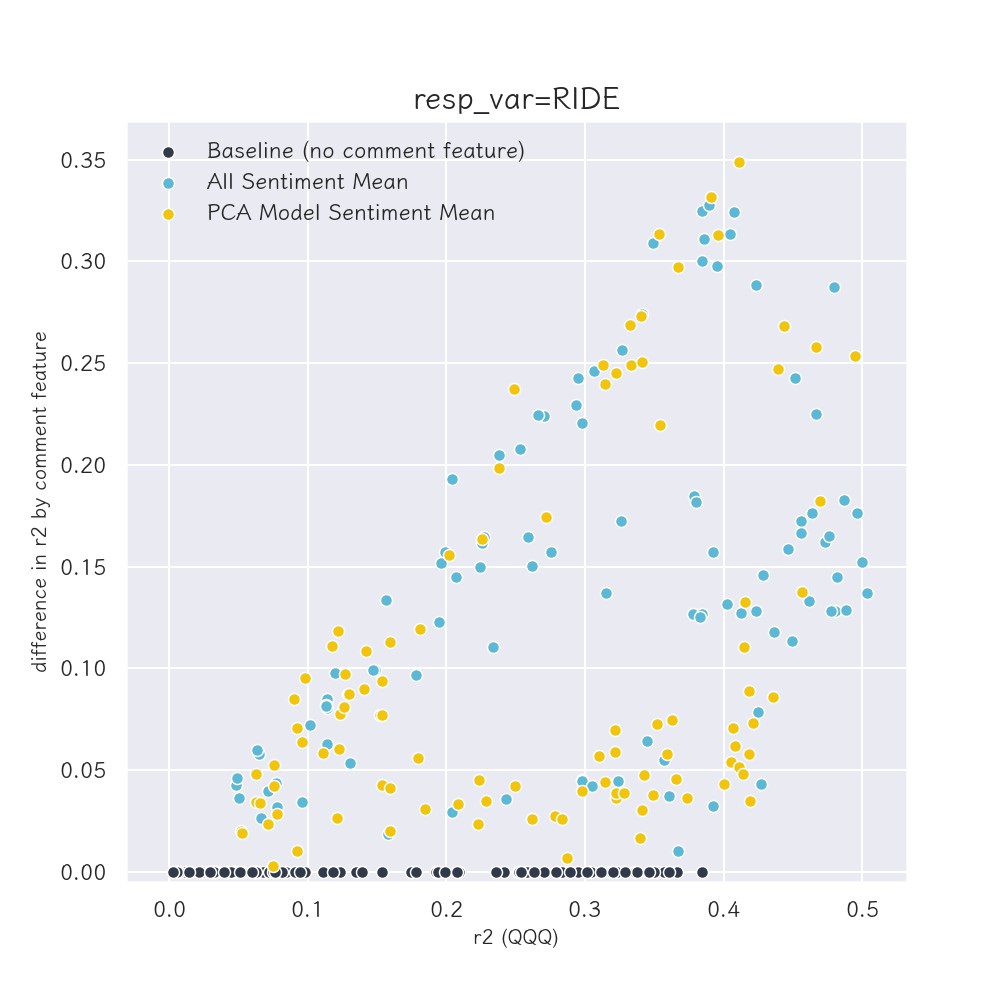 resp_var=RIDE
Baseline (no comment feature)
All Sentiment Mean
PCA Model Sentiment Mean
0.35
0.30
0.25
0.20
0.15
0.10
0.05
0.00
difference in r2 by comment feature
0.0 0.1 0.2 0.3 0.4 0.5
r2 (QQQ)